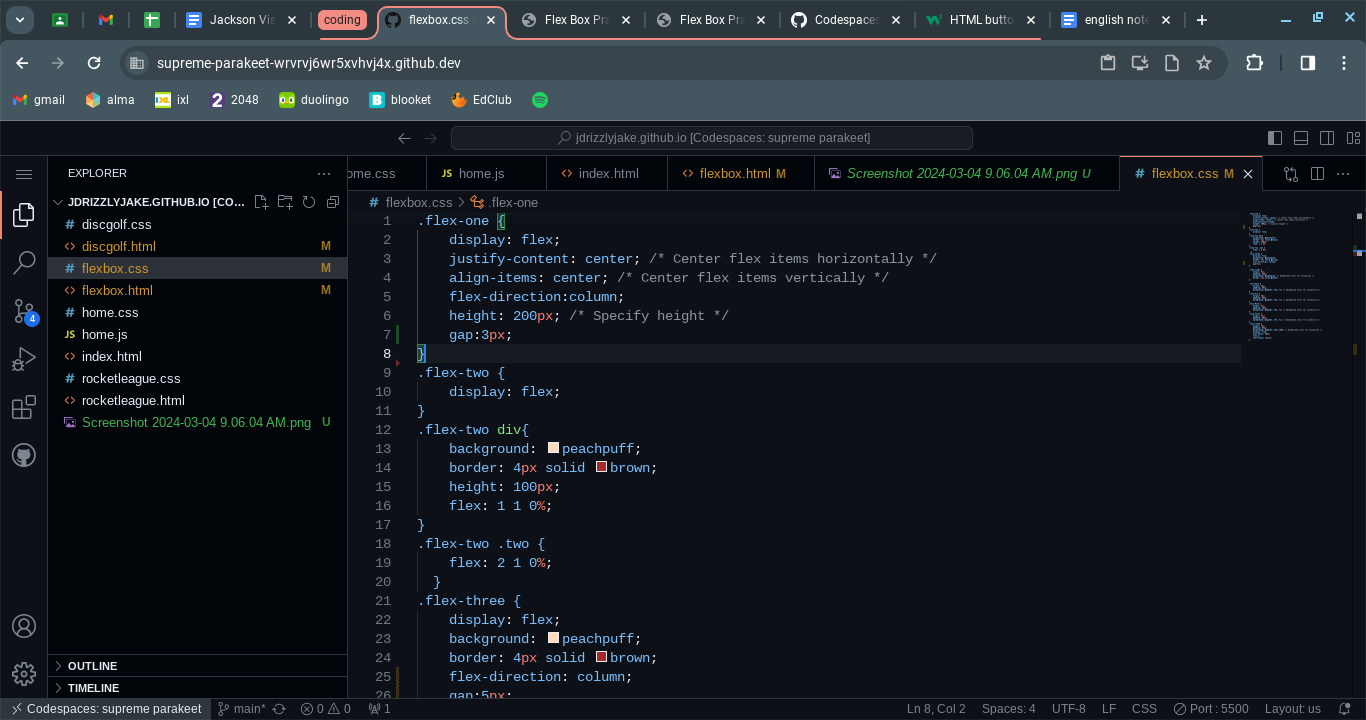 Jackson Vis
coding
flexbox.css
Flex Box Pra
Flex Box Pra
Codespaces
HTML butto
english note
supreme-parakeet-wrvrvj6wr5xvhvj4x.github.dev
gmail
alma
ixl
2048
duolingo
blooket
EdClub
jdrizzlyjake.github.io [Codespaces: supreme parakeet]
EXPLORER
ome.css
JS home.js
index.html
flexbox.html M
Screenshot 2024-03-04 9.06.04 AM.png U
# flexbox.css M
JDRIZZLYJAKE.GITHUB.IO [CO...
# flexbox.css > .flex-one
# discgolf.css
<> discgolf.html M
# flexbox.css M
<> flexbox.html M
# home.css
JS home.js
<> index.html
# rocketleague.css
<> rocketleague.html
Screenshot 2024-03-04 9.06.04 AM.png U
4
OUTLINE
TIMELINE
1 .flex-one {
2 display: flex;
3 justify-content: center; /* Center flex items horizontally */
4 align-items: center; /* Center flex items vertically */
5 flex-direction:column;
6 height: 200px; /* Specify height */
7 gap:3px;
8 }
9 .flex-two {
10 display: flex;
11 }
12 .flex-two div{
13 background: peachpuff;
14 border: 4px solid brown;
15 height: 100px;
16 flex: 1 1 0%;
17 }
18 .flex-two .two {
19 flex: 2 1 0%;
20 }
21 .flex-three {
22 display: flex;
23 background: peachpuff;
24 border: 4px solid brown;
25 flex-direction: column;
26 gap:5px;
Codespaces: supreme parakeet
main*
0
0
1
Ln 8, Col 2
Spaces: 4
UTF-8
LF
CSS
Port : 5500
Layout: us